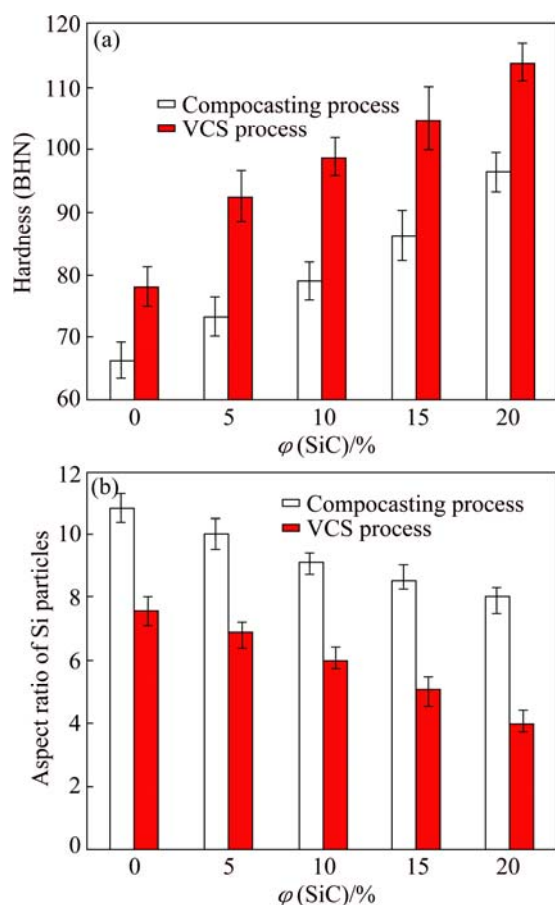 120
(a)
110
Compocasting process
VCS process
100
90
80
70
60
Hardness (BHN)
0 5 10 15 20
φ (SiC)/%
12
(b)
Compocasting process
10
VCS process
8
6
4
2
0
Aspect ratio of Si particles
0 5 10 15 20
φ (SiC)/%